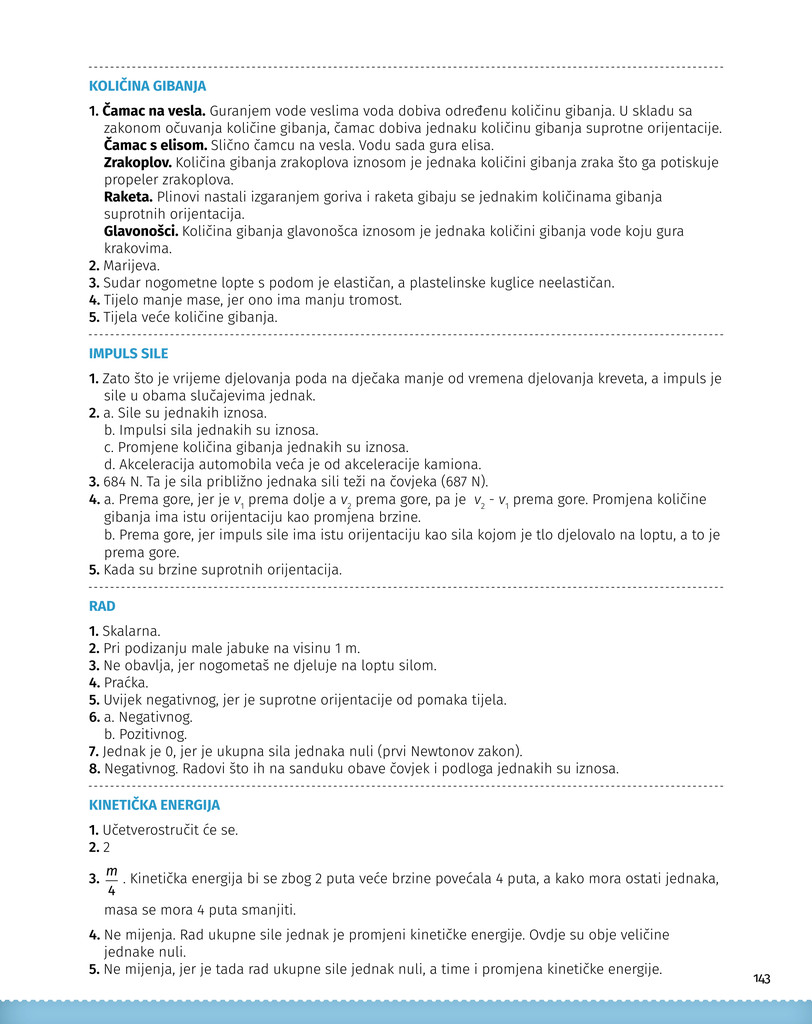 KOLIČINA GIBANJA
1. Čamac na vesla. Guranjem vode veslima voda dobiva određenu količinu gibanja. U skladu sa
zakonom očuvanja količine gibanja, čamac dobiva jednaku količinu gibanja suprotne orijentacije.
Čamac s elisom. Slično čamcu na vesla. Vodu sada gura elisa.
Zrakoplov. Količina gibanja zrakoplova iznosom je jednaka količini gibanja zraka što ga potiskuje
propeler zrakoplova.
Raketa. Plinovi nastali izgaranjem goriva i raketa gibaju se jednakim količinama gibanja
suprotnih orijentacija.
Glavonošci. Količina gibanja glavonošca iznosom je jednaka količini gibanja vode koju gura
krakovima.
2. Marijeva.
3. Sudar nogometne lopte s podom je elastičan, a plastelinske kuglice neelastičan.
4. Tijelo manje mase, jer ono ima manju tromost.
5. Tijela veće količine gibanja.
IMPULS SILE
1. Zato što je vrijeme djelovanja poda na dječaka manje od vremena djelovanja kreveta, a impuls je
sile u obama slučajevima jednak.
2. a. Sile su jednakih iznosa.
b. Impulsi sila jednakih su iznosa.
c. Promjene količina gibanja jednakih su iznosa.
d. Akceleracija automobila veća je od akceleracije kamiona.
3. 684 N. Ta je sila približno jednaka sili teži na čovjeka (687 N).
4. a. Prema gore, jer je v₁ prema dolje a v₂ prema gore, pa je v₂ - v₁ prema gore. Promjena količine
gibanja ima istu orijentaciju kao promjena brzine.
b. Prema gore, jer impuls sile ima istu orijentaciju kao sila kojom je tlo djelovalo na loptu, a to je
prema gore.
5. Kada su brzine suprotnih orijentacija.
RAD
1. Skalarna.
2. Pri podizanju male jabuke na visinu 1 m.
3. Ne obavlja, jer nogometaš ne djeluje na loptu silom.
4. Praćka.
5. Uvijek negativnog, jer je suprotne orijentacije od pomaka tijela.
6. a. Negativnog.
b. Pozitivnog.
7. Jednak je 0, jer je ukupna sila jednaka nuli (prvi Newtonov zakon).
8. Negativnog. Radovi što ih na sanduku obave čovjek i podloga jednakih su iznosa.
KINETIČKA ENERGIJA
1. Učetverostručit će se.
2. 2
3. m/4 . Kinetička energija bi se zbog 2 puta veće brzine povećala 4 puta, a kako mora ostati jednaka,
masa se mora 4 puta smanjiti.
4. Ne mijenja. Rad ukupne sile jednak je promjeni kinetičke energije. Ovdje su obje veličine
jednake nuli.
5. Ne mijenja, jer je tada rad ukupne sile jednak nuli, a time i promjena kinetičke energije.
143